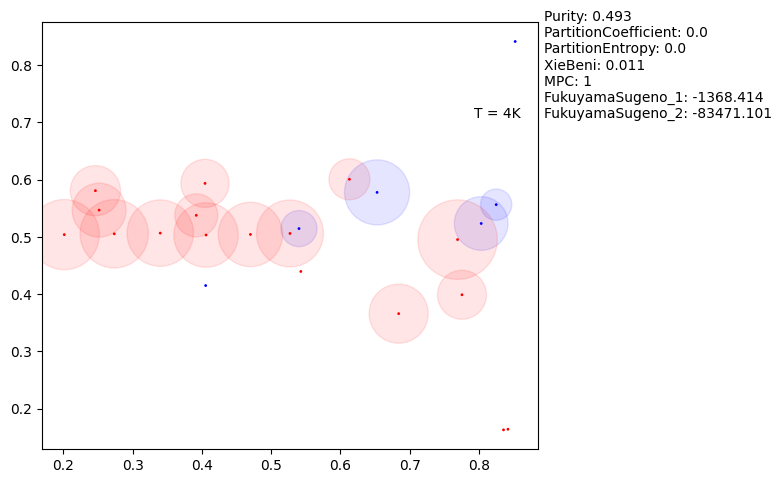 Purity: 0.493
PartitionCoefficient: 0.0
PartitionEntropy: 0.0
XieBeni: 0.011
MPC: 1
FukuyamaSugeno_1: -1368.414
FukuyamaSugeno_2: -83471.101
T = 4K
0.8
0.7
0.6
0.5
0.4
0.3
0.2
0.2 0.3 0.4 0.5 0.6 0.7 0.8